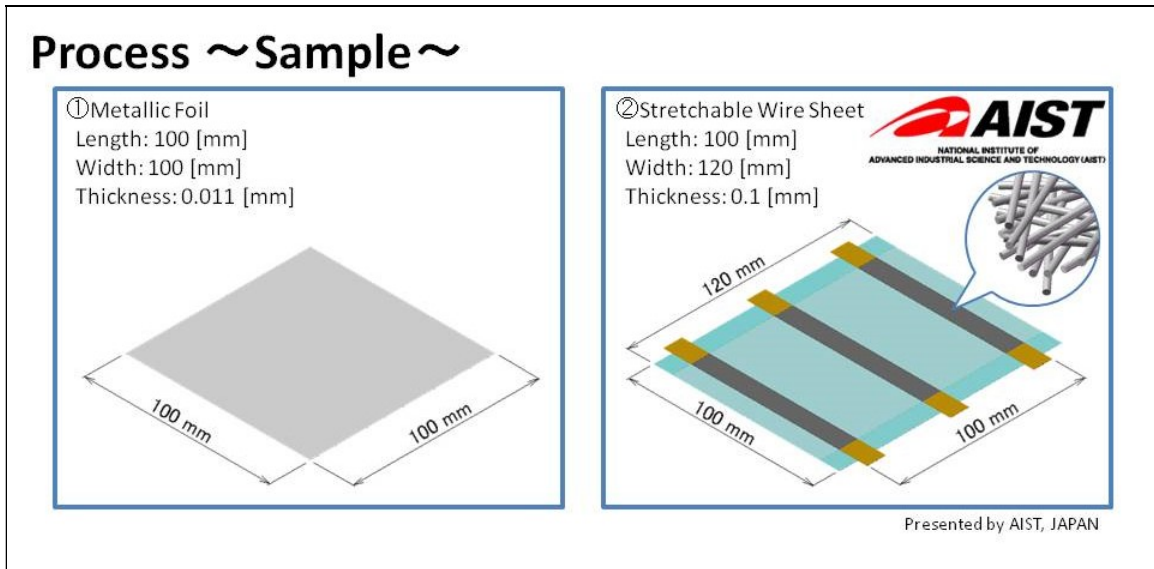 Process ～Sample～
①Metallic Foil
Length: 100 [mm]
Width: 100 [mm]
Thickness: 0.011 [mm]
100 mm
100 mm
②Stretchable Wire Sheet
Length: 100 [mm]
Width: 120 [mm]
Thickness: 0.1 [mm]
AIST
NATIONAL INSTITUTE OF
ADVANCED INDUSTRIAL SCIENCE AND TECHNOLOGY (AIST)
120 mm
100 mm
100 mm
Presented by AIST, JAPAN